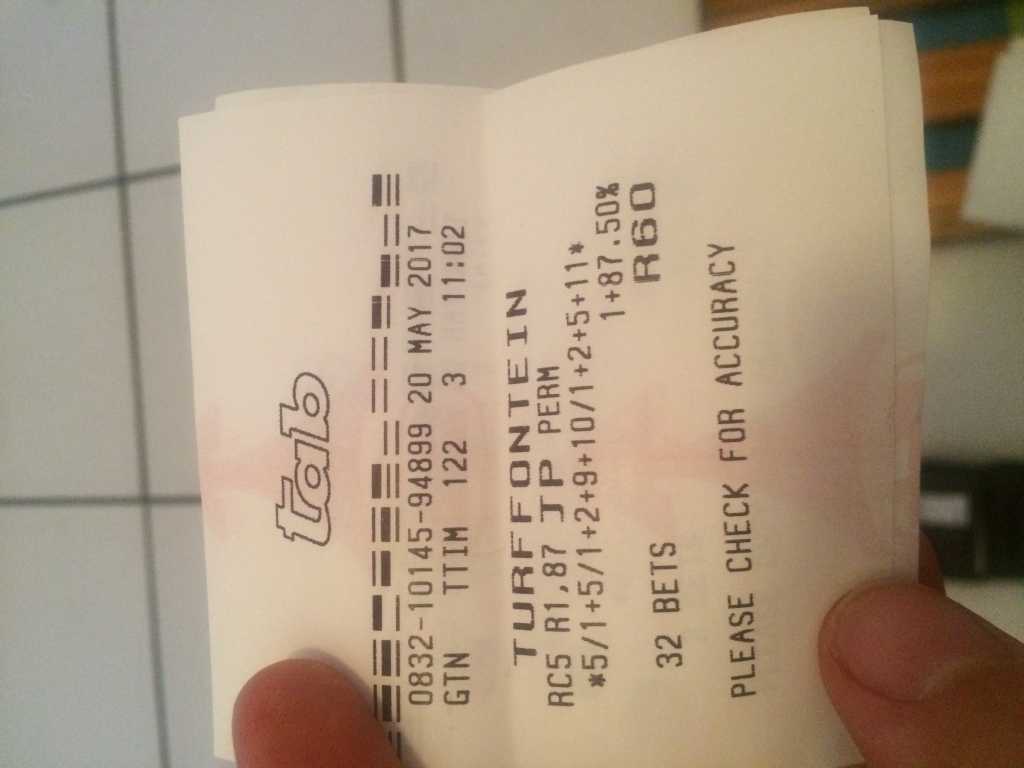 tab
0832-10145-94899 20 MAY 2017
GTN TTIM 122 3 11:02
TURFFONTEIN
RC5 R1,87 JP PERM
*5/1+5/1+2+9+10/1+2+5+11*
1+87.50%
32 BETS R60
PLEASE CHECK FOR ACCURACY